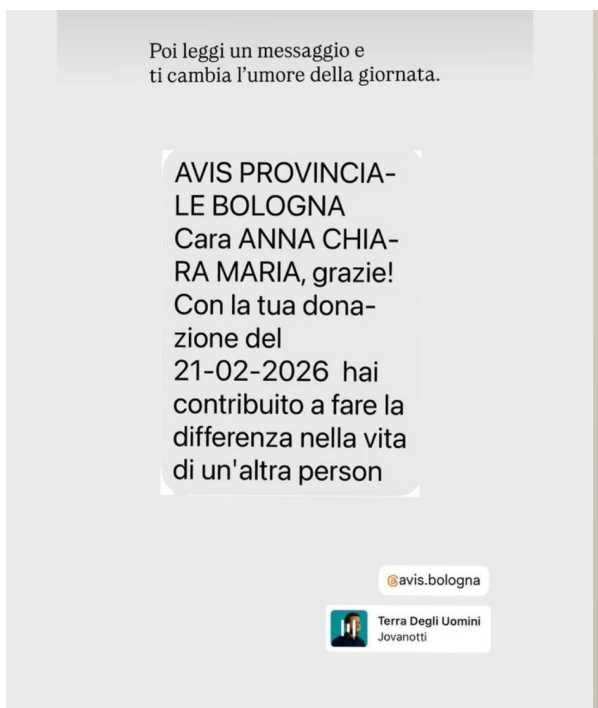 Poi leggi un messaggio e
ti cambia l’umore della giornata.
AVIS PROVINCIA-
LE BOLOGNA
Cara ANNA CHIA-
RA MARIA, grazie!
Con la tua dona-
zione del
21-02-2026 hai
contribuito a fare la
differenza nella vita
di un'altra person
@avis.bologna
Terra Degli Uomini
Jovanotti